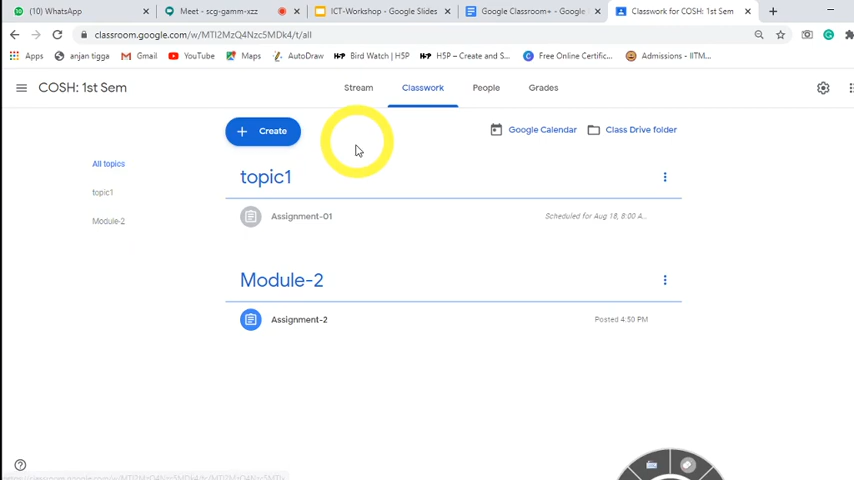 (10) WhatsApp
Meet - scg-gamm-xzz
ICT-Workshop - Google Slides
Google Classroom+ - Google
Classwork for COSH: 1st Sem
classroom.google.com/w/MTI2MzQ4Nzc5MDk4/t/all
Apps
anjan tigga
Gmail
YouTube
Maps
AutoDraw
H-P Bird Watch | H5P
H-P H5P – Create and S...
Free Online Certific...
Admissions - IITM...
COSH: 1st Sem
Stream
Classwork
People
Grades
+ Create
Google Calendar
Class Drive folder
All topics
topic1
Module-2
topic1
Assignment-01
Scheduled for Aug 18, 8:00 A...
Module-2
Assignment-2
Posted 4:50 PM